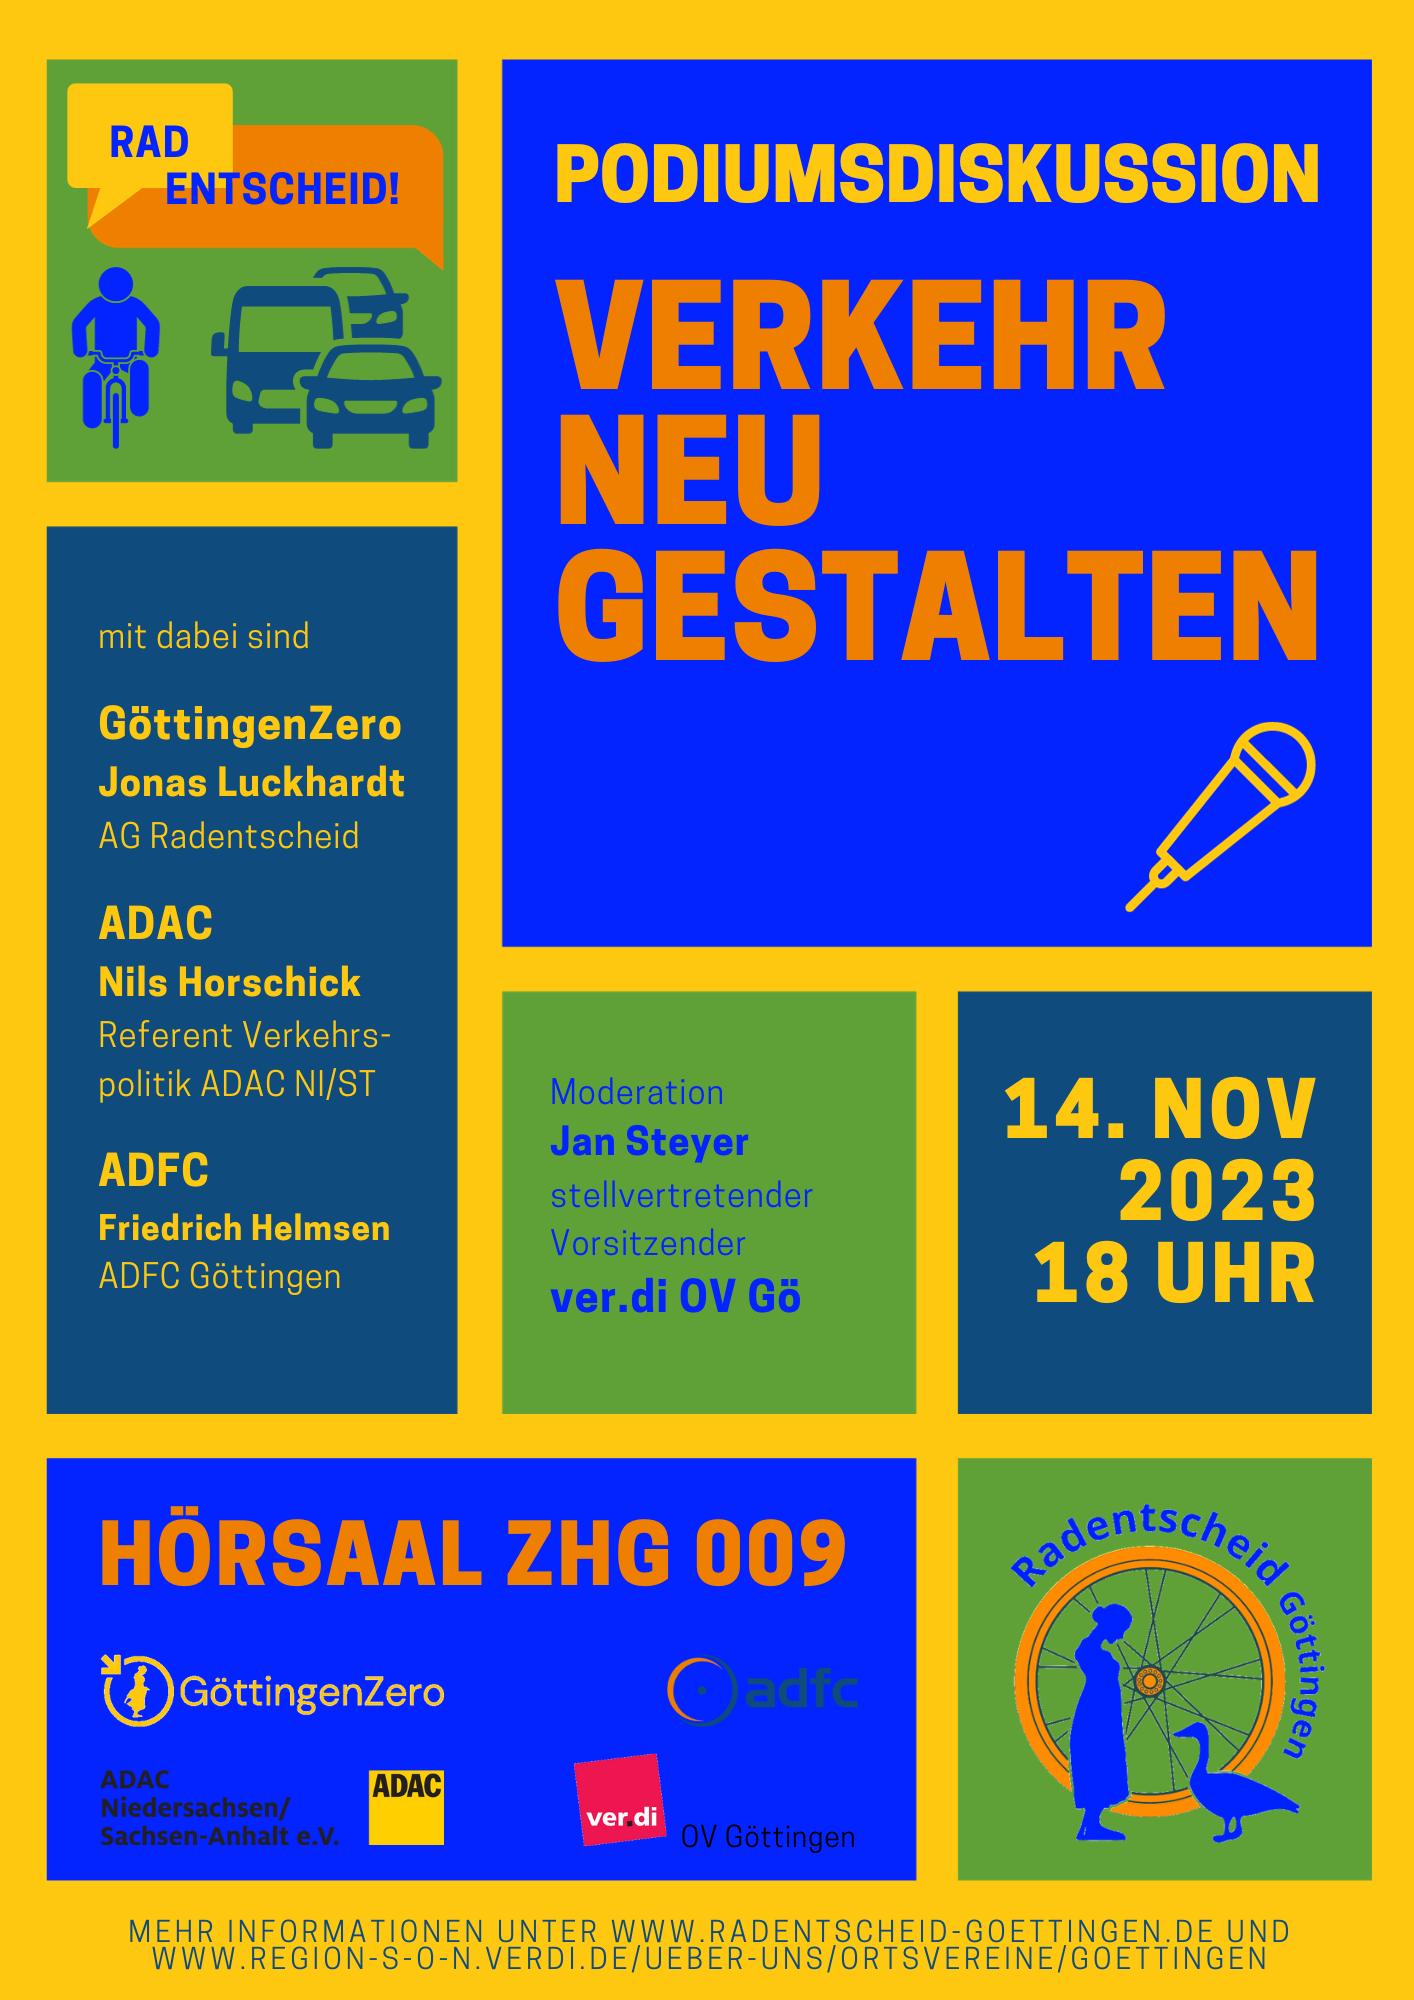 RAD
ENTSCHEID!
PODIUMSDISKUSSION
VERKEHR
NEU
GESTALTEN
mit dabei sind
GöttingenZero
Jonas Luckhardt
AG Radentscheid
ADAC
Nils Horschick
Referent Verkehrs-
politik ADAC NI/ST
ADFC
Friedrich Helmsen
ADFC Göttingen
Moderation
Jan Steyer
stellvertretender
Vorsitzender
ver.di OV Gö
14. NOV
2023
18 UHR
HÖRSAAL ZHG 009
GöttingenZero
adfc
ADAC
Niedersachsen/
Sachsen-Anhalt e.V.
ADAC
ver.di
OV Göttingen
Radentscheid Göttingen
MEHR INFORMATIONEN UNTER WWW.RADENTSCHEID-GOETTINGEN.DE UND
WWW.REGION-S-O-N.VERDI.DE/UEBER-UNS/ORTSVEREINE/GOETTINGEN